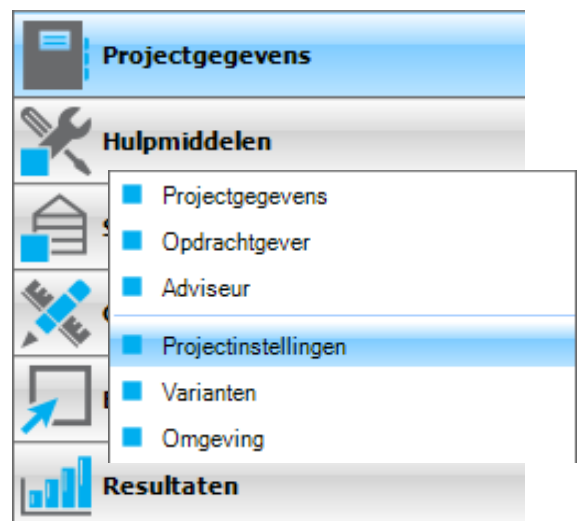 Projectgegevens
Hulpmiddelen
Projectgegevens
Opdrachtgever
Adviseur
Projectinstellingen
Varianten
Omgeving
Resultaten